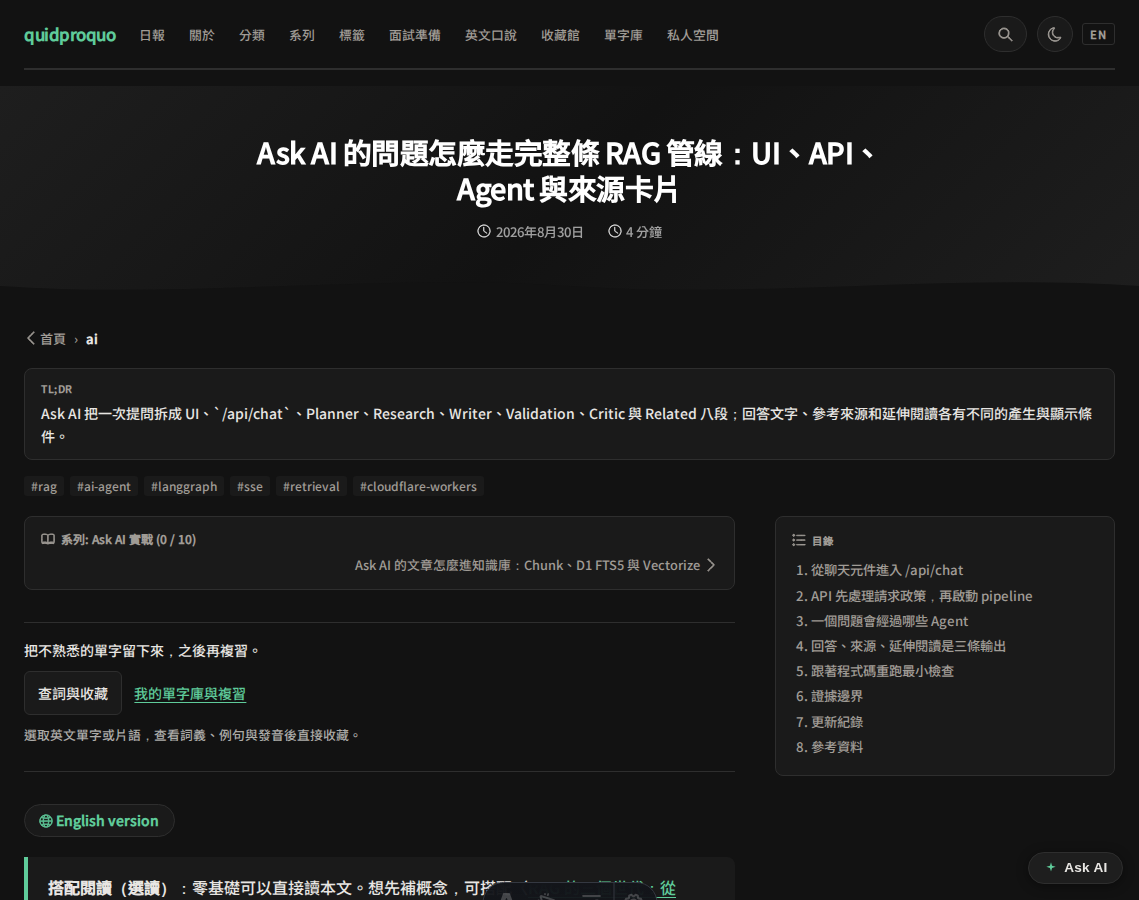 quidproquo 日報 關於 分類 系列 標籤 面試準備 英文口說 收藏館 單字庫 私人空間 EN
Ask AI 的問題怎麼走完整條 RAG 管線：UI、API、
Agent 與來源卡片
2026年8月30日 4 分鐘
首頁 › ai
TL;DR
Ask AI 把一次提問拆成 UI、`/api/chat`、Planner、Research、Writer、Validation、Critic 與 Related 八段；回答文字、參考來源和延伸閱讀各有不同的產生與顯示條
件。
#rag #ai-agent #langgraph #sse #retrieval #cloudflare-workers
系列: Ask AI 實戰 (0 / 10)
Ask AI 的文章怎麼進知識庫：Chunk、D1 FTS5 與 Vectorize
目錄
1. 從聊天元件進入 /api/chat
2. API 先處理請求政策，再啟動 pipeline
3. 一個問題會經過哪些 Agent
4. 回答、來源、延伸閱讀是三條輸出
5. 跟著程式碼重跑最小檢查
6. 證據邊界
7. 更新紀錄
8. 參考資料
把不熟悉的單字留下來，之後再複習。
查詞與收藏 我的單字庫與複習
選取英文單字或片語，查看詞義、例句與發音後直接收藏。
English version
搭配閱讀（選讀）：零基礎可以直接讀本文。想先補概念，可搭 從
Ask AI